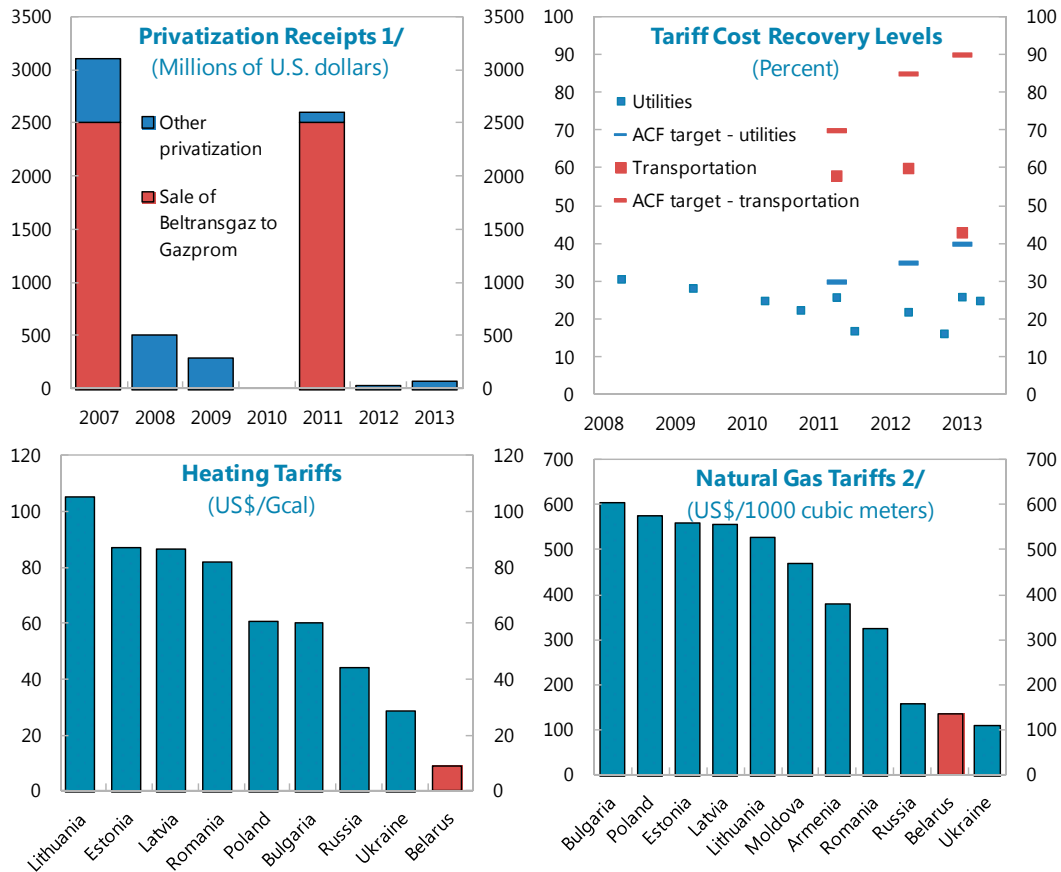 Privatization Receipts 1/
(Millions of U.S. dollars)
3500
3000
2500
2000
1500
1000
500
0
3500
3000
2500
2000
1500
1000
500
0
Other
privatization
Sale of
Beltransgaz to
Gazprom
2007 2008 2009 2010 2011 2012 2013
Tariff Cost Recovery Levels
(Percent)
100
90
80
70
60
50
40
30
20
10
0
100
90
80
70
60
50
40
30
20
10
0
Utilities
ACF target - utilities
Transportation
ACF target - transportation
2008 2009 2010 2011 2012 2013
Heating Tariffs
(US$/Gcal)
120
100
80
60
40
20
0
120
100
80
60
40
20
0
Lithuania
Estonia
Latvia
Romania
Poland
Bulgaria
Russia
Ukraine
Belarus
Natural Gas Tariffs 2/
(US$/1000 cubic meters)
700
600
500
400
300
200
100
0
700
600
500
400
300
200
100
0
Bulgaria
Poland
Estonia
Latvia
Lithuania
Moldova
Armenia
Romania
Russia
Belarus
Ukraine